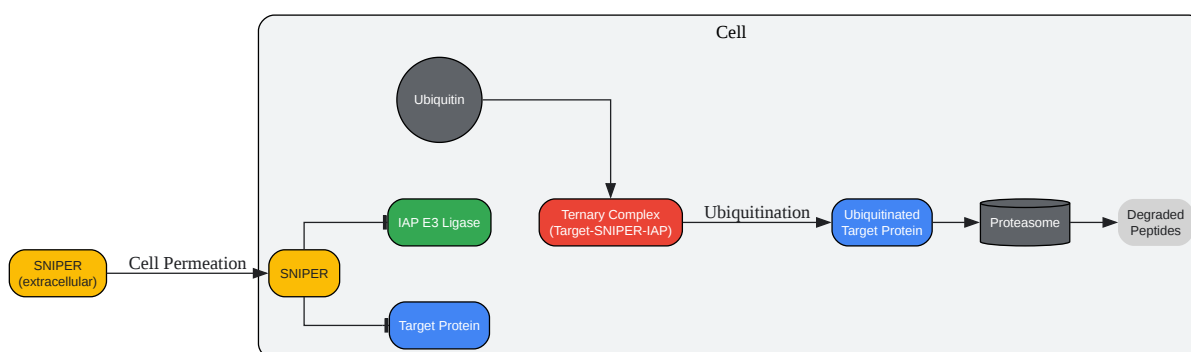 Cell
Ubiquitin
IAP E3 Ligase
Ternary Complex
(Target-SNIPER-IAP)
Ubiquitination
Ubiquitinated
Target Protein
Proteasome
Degraded
Peptides
SNIPER
(extracellular)
Cell Permeation
SNIPER
Target Protein